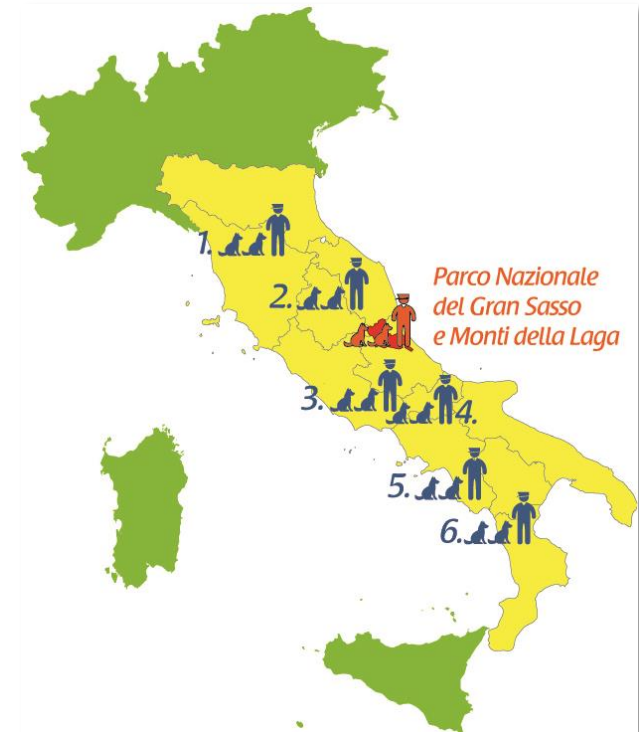 1.
2.
Parco Nazionale
del Gran Sasso
e Monti della Laga
3.
4.
5.
6.